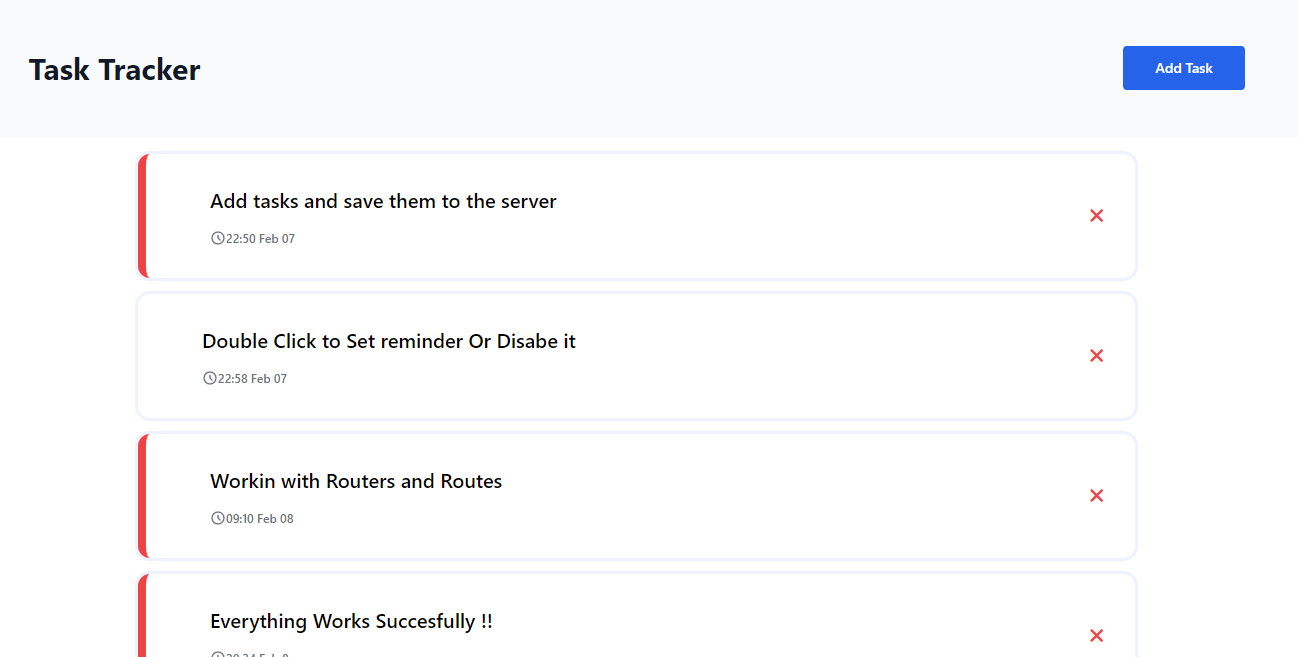 Task Tracker
Add Task
Add tasks and save them to the server
22:50 Feb 07
Double Click to Set reminder Or Disabe it
22:58 Feb 07
Workin with Routers and Routes
09:10 Feb 08
Everything Works Succesfully !!